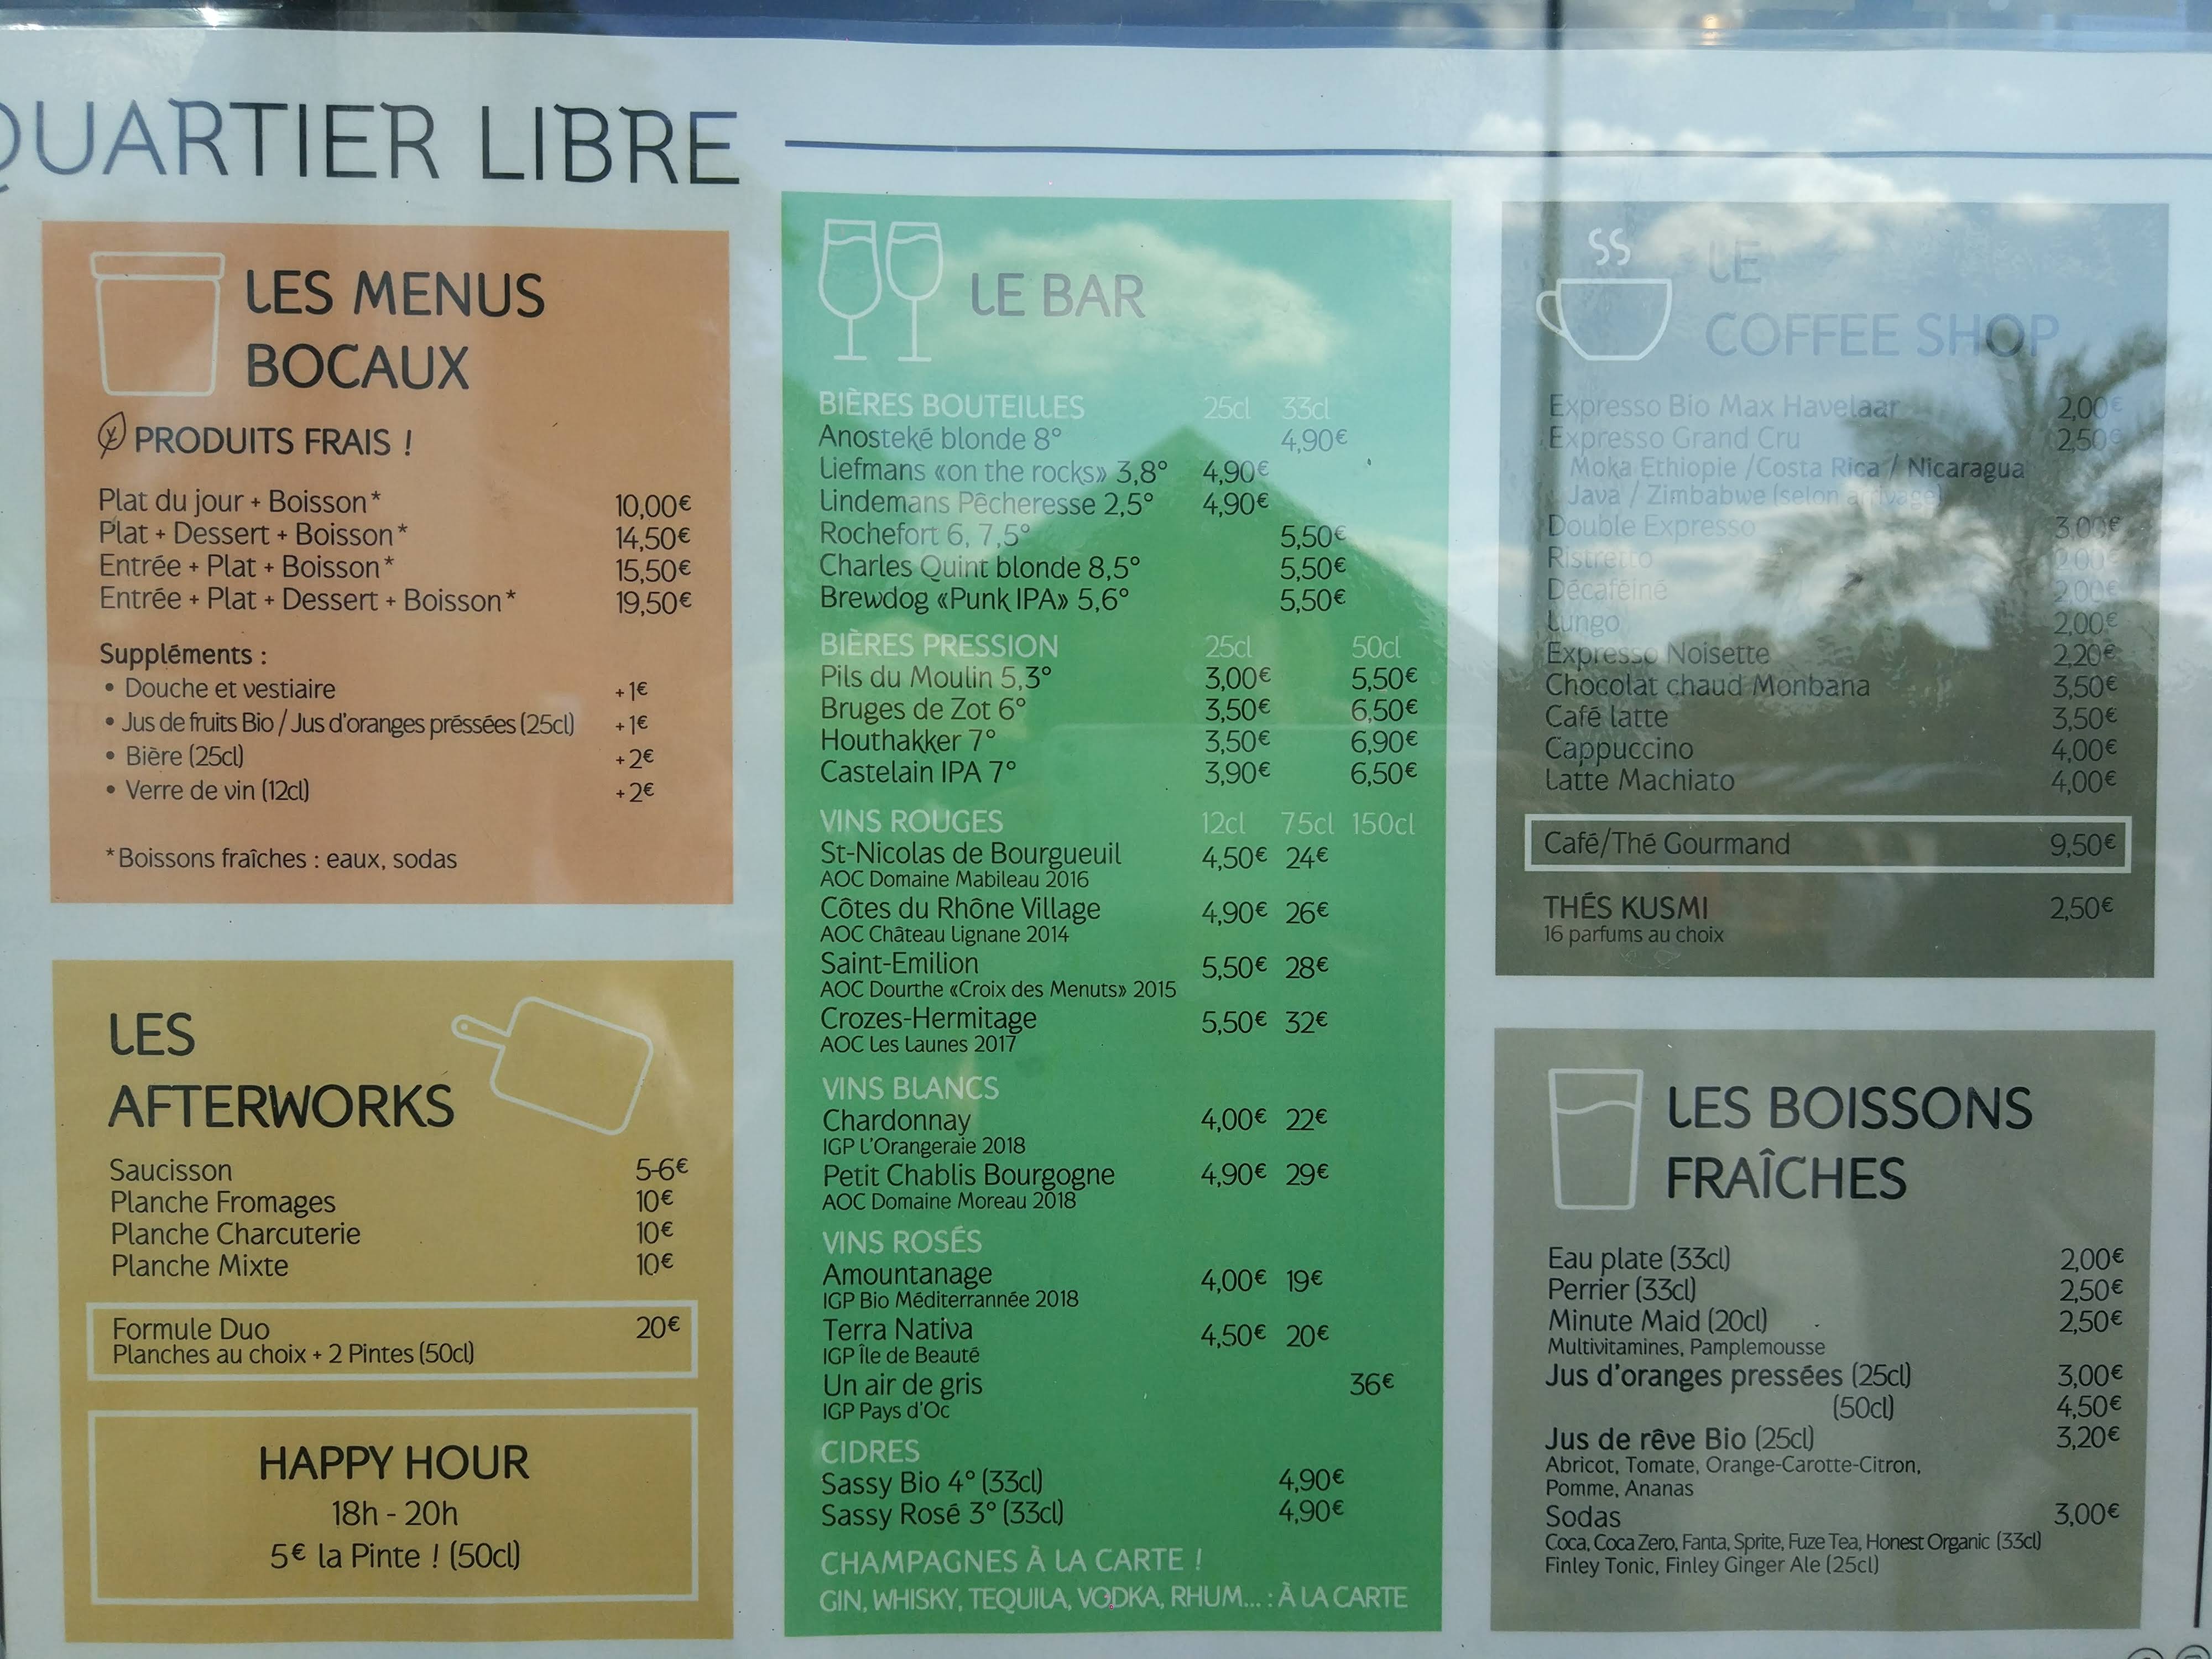 QUARTIER LIBRE
LES MENUS
BOCAUX
PRODUITS FRAIS !
Plat du jour + Boisson* 10,00€
Plat + Dessert + Boisson* 14,50€
Entrée + Plat + Boisson* 15,50€
Entrée + Plat + Dessert + Boisson* 19,50€
Suppléments :
• Douche et vestiaire +1€
• Jus de fruits Bio / Jus d'oranges préssées (25cl) +1€
• Bière (25cl) +2€
• Verre de vin (12cl) +2€
*Boissons fraîches : eaux, sodas
LES
AFTERWORKS
Saucisson 5-6€
Planche Fromages 10€
Planche Charcuterie 10€
Planche Mixte 10€
Formule Duo 20€
Planches au choix + 2 Pintes (50cl)
HAPPY HOUR
18h - 20h
5€ la Pinte ! (50cl)
LE BAR
BIÈRES BOUTEILLES 25cl 33cl
Anosteké blonde 8° 4,90€
Liefmans «on the rocks» 3,8° 4,90€
Lindemans Pêcheresse 2,5° 4,90€
Rochefort 6, 7,5° 5,50€
Charles Quint blonde 8,5° 5,50€
Brewdog «Punk IPA» 5,6° 5,50€
BIÈRES PRESSION 25cl 50cl
Pils du Moulin 5,3° 3,00€ 5,50€
Bruges de Zot 6° 3,50€ 6,50€
Houthakker 7° 3,50€ 6,90€
Castelain IPA 7° 3,90€ 6,50€
VINS ROUGES 12cl 75cl 150cl
St-Nicolas de Bourgueuil 4,50€ 24€
AOC Domaine Mabileau 2016
Côtes du Rhône Village 4,90€ 26€
AOC Château Lignane 2014
Saint-Emilion 5,50€ 28€
AOC Dourthe «Croix des Menuts» 2015
Crozes-Hermitage 5,50€ 32€
AOC Les Launes 2017
VINS BLANCS
Chardonnay 4,00€ 22€
IGP L'Orangeraie 2018
Petit Chablis Bourgogne 4,90€ 29€
AOC Domaine Moreau 2018
VINS ROSÉS
Amountanage 4,00€ 19€
IGP Bio Méditerrannée 2018
Terra Nativa 4,50€ 20€
IGP Île de Beauté
Un air de gris 36€
IGP Pays d'Oc
CIDRES
Sassy Bio 4° (33cl) 4,90€
Sassy Rosé 3° (33cl) 4,90€
CHAMPAGNES À LA CARTE !
GIN, WHISKY, TEQUILA, VODKA, RHUM... : À LA CARTE
LE
COFFEE SHOP
Expresso Bio Max Havelaar 2,00€
Expresso Grand Cru 2,50€
Moka Ethiopie /Costa Rica / Nicaragua
Java / Zimbabwe (selon arrivage)
Double Expresso 3,00€
Ristretto 2,00€
Décaféiné 2,00€
Lungo 2,00€
Expresso Noisette 2,20€
Chocolat chaud Monbana 3,50€
Café latte 3,50€
Cappuccino 4,00€
Latte Machiato 4,00€
Café/Thé Gourmand 9,50€
THÉS KUSMI 2,50€
16 parfums au choix
LES BOISSONS
FRAÎCHES
Eau plate (33cl) 2,00€
Perrier (33cl) 2,50€
Minute Maid (20cl) 2,50€
Multivitamines, Pamplemousse
Jus d'oranges pressées (25cl) 3,00€
(50cl) 4,50€
Jus de rêve Bio (25cl) 3,20€
Abricot, Tomate, Orange-Carotte-Citron,
Pomme, Ananas
Sodas 3,00€
Coca, Coca Zero, Fanta, Sprite, Fuze Tea, Honest Organic (33cl)
Finley Tonic, Finley Ginger Ale (25cl)